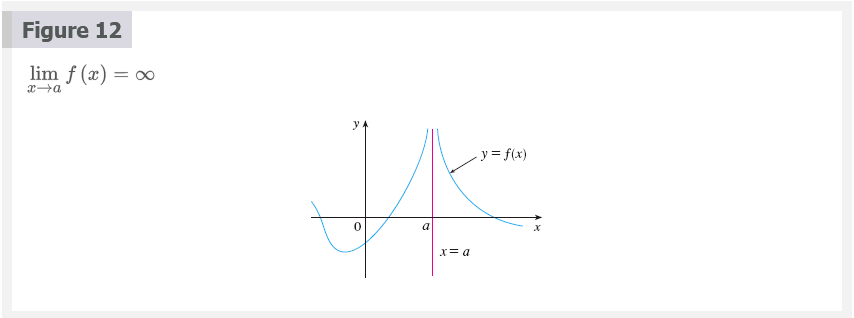 Figure 12
lim f (x) = ∞
x→a
y
y = f(x)
0
a
x
x = a